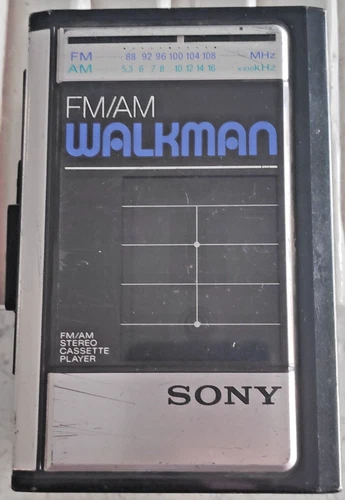 FM 88 92 96 100 104 108 MHz
AM 5.3 6 7 8 10 12 14 16 x100kHz
FM/AM
WALKMAN
FM/AM
STEREO
CASSETTE
PLAYER
SONY